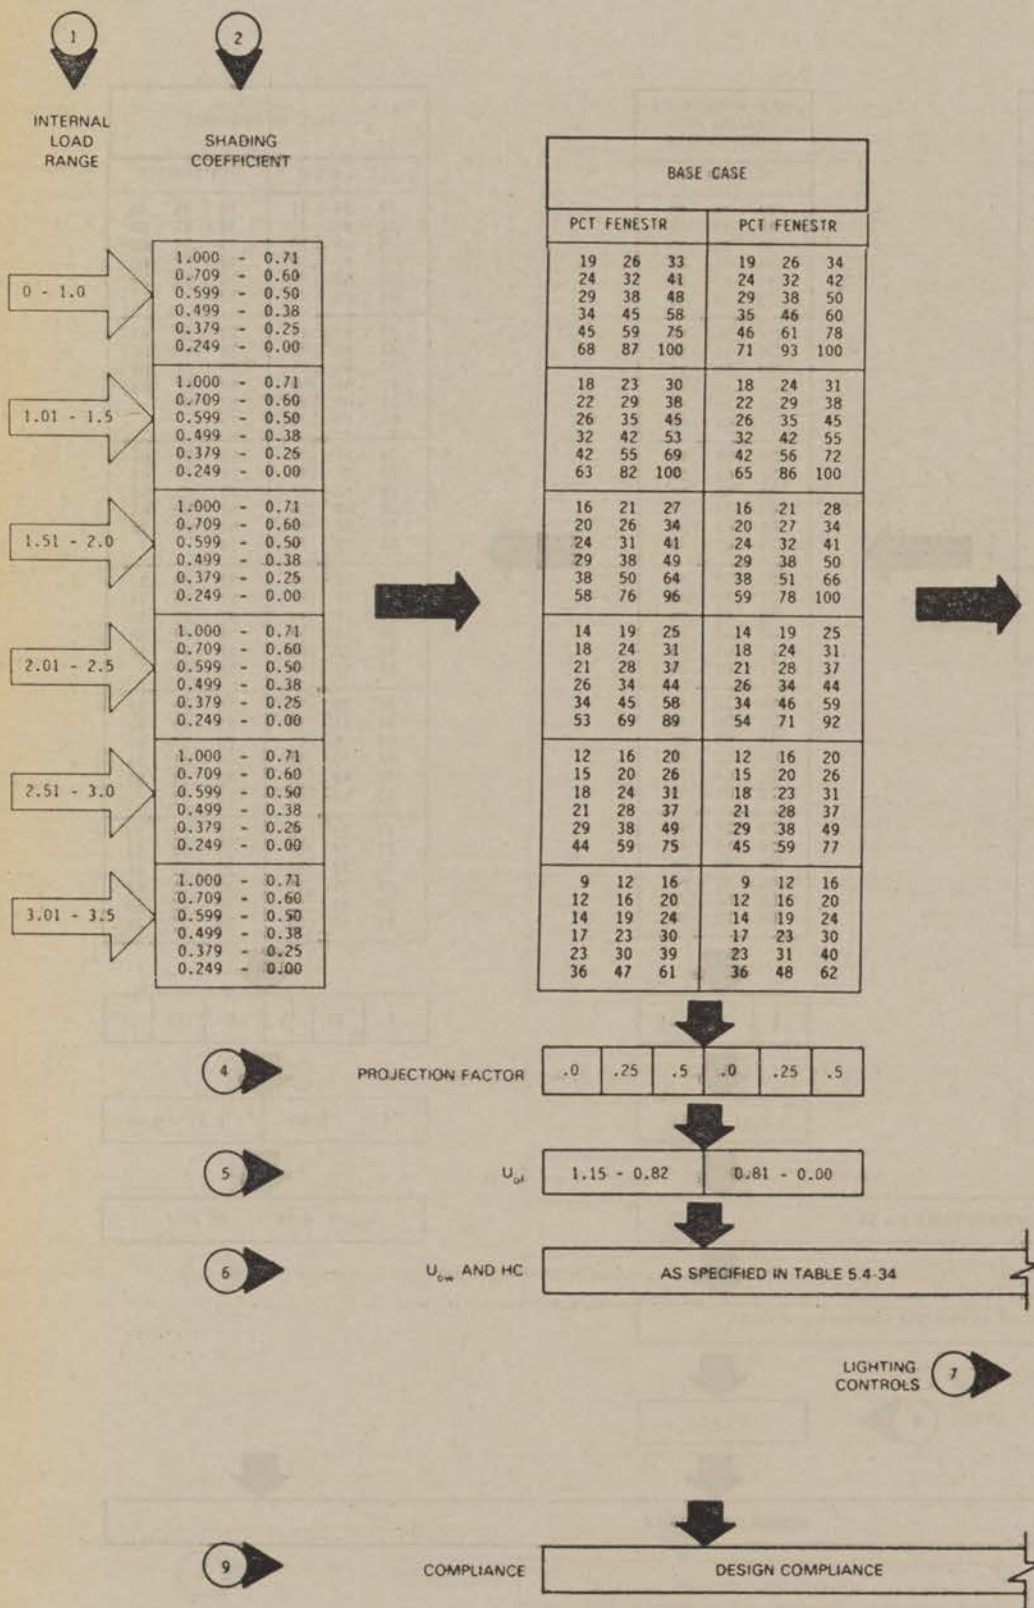 1
2
INTERNAL
LOAD
RANGE
SHADING
COEFFICIENT
BASE CASE
PCT FENESTR PCT FENESTR
0 - 1.0
1.000 - 0.71 19 26 33 19 26 34
0.709 - 0.60 24 32 41 24 32 42
0.599 - 0.50 29 38 48 29 38 50
0.499 - 0.38 34 45 58 35 46 60
0.379 - 0.25 45 59 75 46 61 78
0.249 - 0.00 68 87 100 71 93 100
1.01 - 1.5
1.000 - 0.71 18 23 30 18 24 31
0.709 - 0.60 22 29 38 22 29 38
0.599 - 0.50 26 35 45 26 35 45
0.499 - 0.38 32 42 53 32 42 55
0.379 - 0.25 42 55 69 42 56 72
0.249 - 0.00 63 82 100 65 86 100
1.51 - 2.0
1.000 - 0.71 16 21 27 16 21 28
0.709 - 0.60 20 26 34 20 27 34
0.599 - 0.50 24 31 41 24 32 41
0.499 - 0.38 29 38 49 29 38 50
0.379 - 0.25 38 50 64 38 51 66
0.249 - 0.00 58 76 96 59 78 100
2.01 - 2.5
1.000 - 0.71 14 19 25 14 19 25
0.709 - 0.60 18 24 31 18 24 31
0.599 - 0.50 21 28 37 21 28 37
0.499 - 0.38 26 34 44 26 34 44
0.379 - 0.25 34 45 58 34 46 59
0.249 - 0.00 53 69 89 54 71 92
2.51 - 3.0
1.000 - 0.71 12 16 20 12 16 20
0.709 - 0.60 15 20 26 15 20 26
0.599 - 0.50 18 24 31 18 23 31
0.499 - 0.38 21 28 37 21 28 37
0.379 - 0.25 29 38 49 29 38 49
0.249 - 0.00 44 59 75 45 59 77
3.01 - 3.5
1.000 - 0.71 9 12 16 9 12 16
0.709 - 0.60 12 16 20 12 16 20
0.599 - 0.50 14 19 24 14 19 24
0.499 - 0.38 17 23 30 17 23 30
0.379 - 0.25 23 30 39 23 31 40
0.249 - 0.00 36 47 61 36 48 62
4 PROJECTION FACTOR .0 .25 .5 .0 .25 .5
5 Uof 1.15 - 0.82 0.81 - 0.00
6 Uow AND HC AS SPECIFIED IN TABLE 5.4-34
LIGHTING
CONTROLS 7
9 COMPLIANCE DESIGN COMPLIANCE